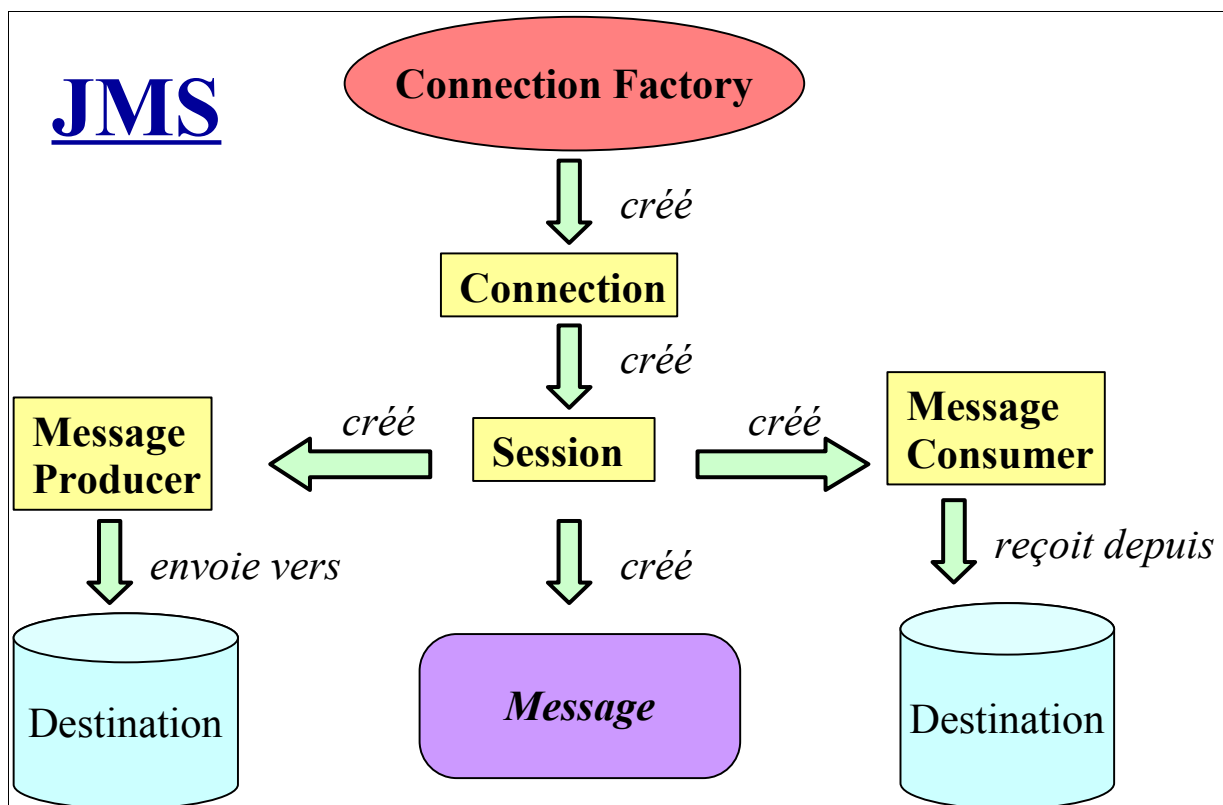 JMS
Connection Factory
créé
Connection
créé
Message
Producer
créé
Session
créé
Message
Consumer
envoie vers
créé
reçoit depuis
Destination
Message
Destination